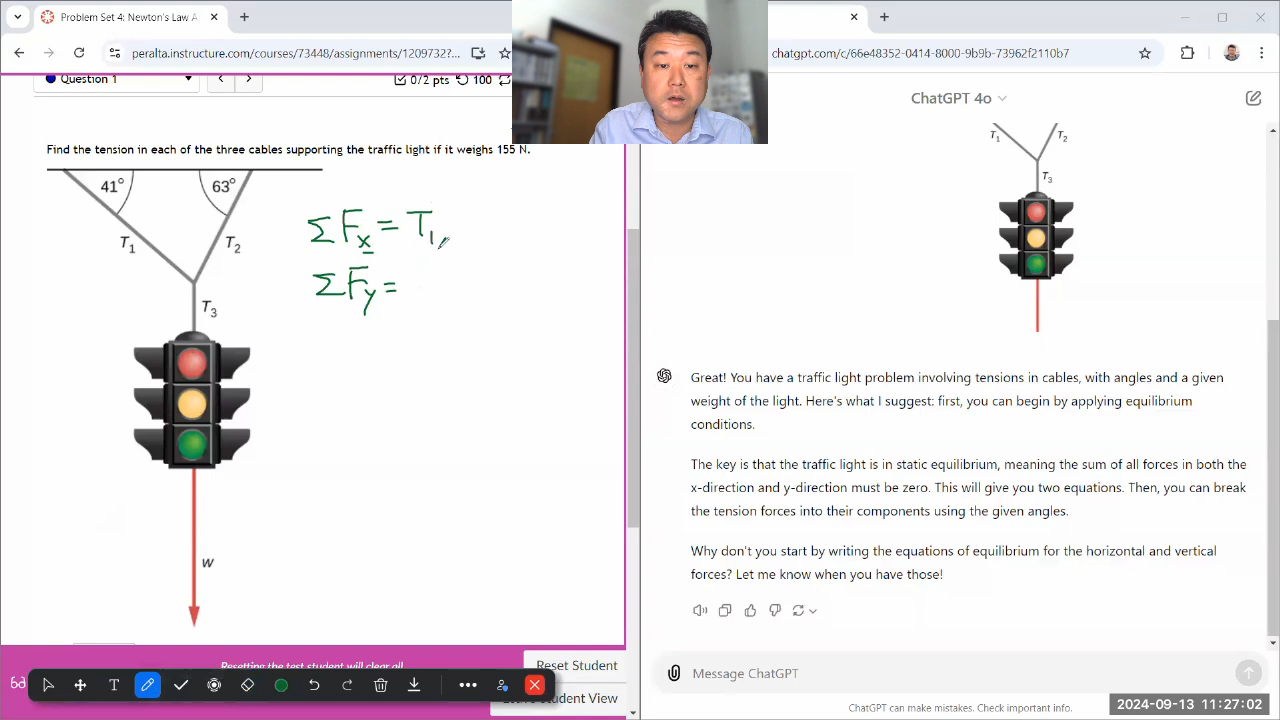 Problem Set 4: Newton's Law A
peralta.instructure.com/courses/73448/assignments/1209732?...
chatgpt.com/c/66e48352-0414-8000-9b9b-73962f2110b7
Question 1
0/2 pts
100
ChatGPT 4o
Find the tension in each of the three cables supporting the traffic light if it weighs 155 N.
41°
63°
T1
T2
T3
w
ΣFx = T1
ΣFy =
T1
T2
T3
Great! You have a traffic light problem involving tensions in cables, with angles and a given
weight of the light. Here's what I suggest: first, you can begin by applying equilibrium
conditions.
The key is that the traffic light is in static equilibrium, meaning the sum of all forces in both the
x-direction and y-direction must be zero. This will give you two equations. Then, you can break
the tension forces into their components using the given angles.
Why don't you start by writing the equations of equilibrium for the horizontal and vertical
forces? Let me know when you have those!
Resetting the test student will clear all
Reset Student
Student View
Message ChatGPT
ChatGPT can make mistakes. Check important info.
2024-09-13 11:27:02